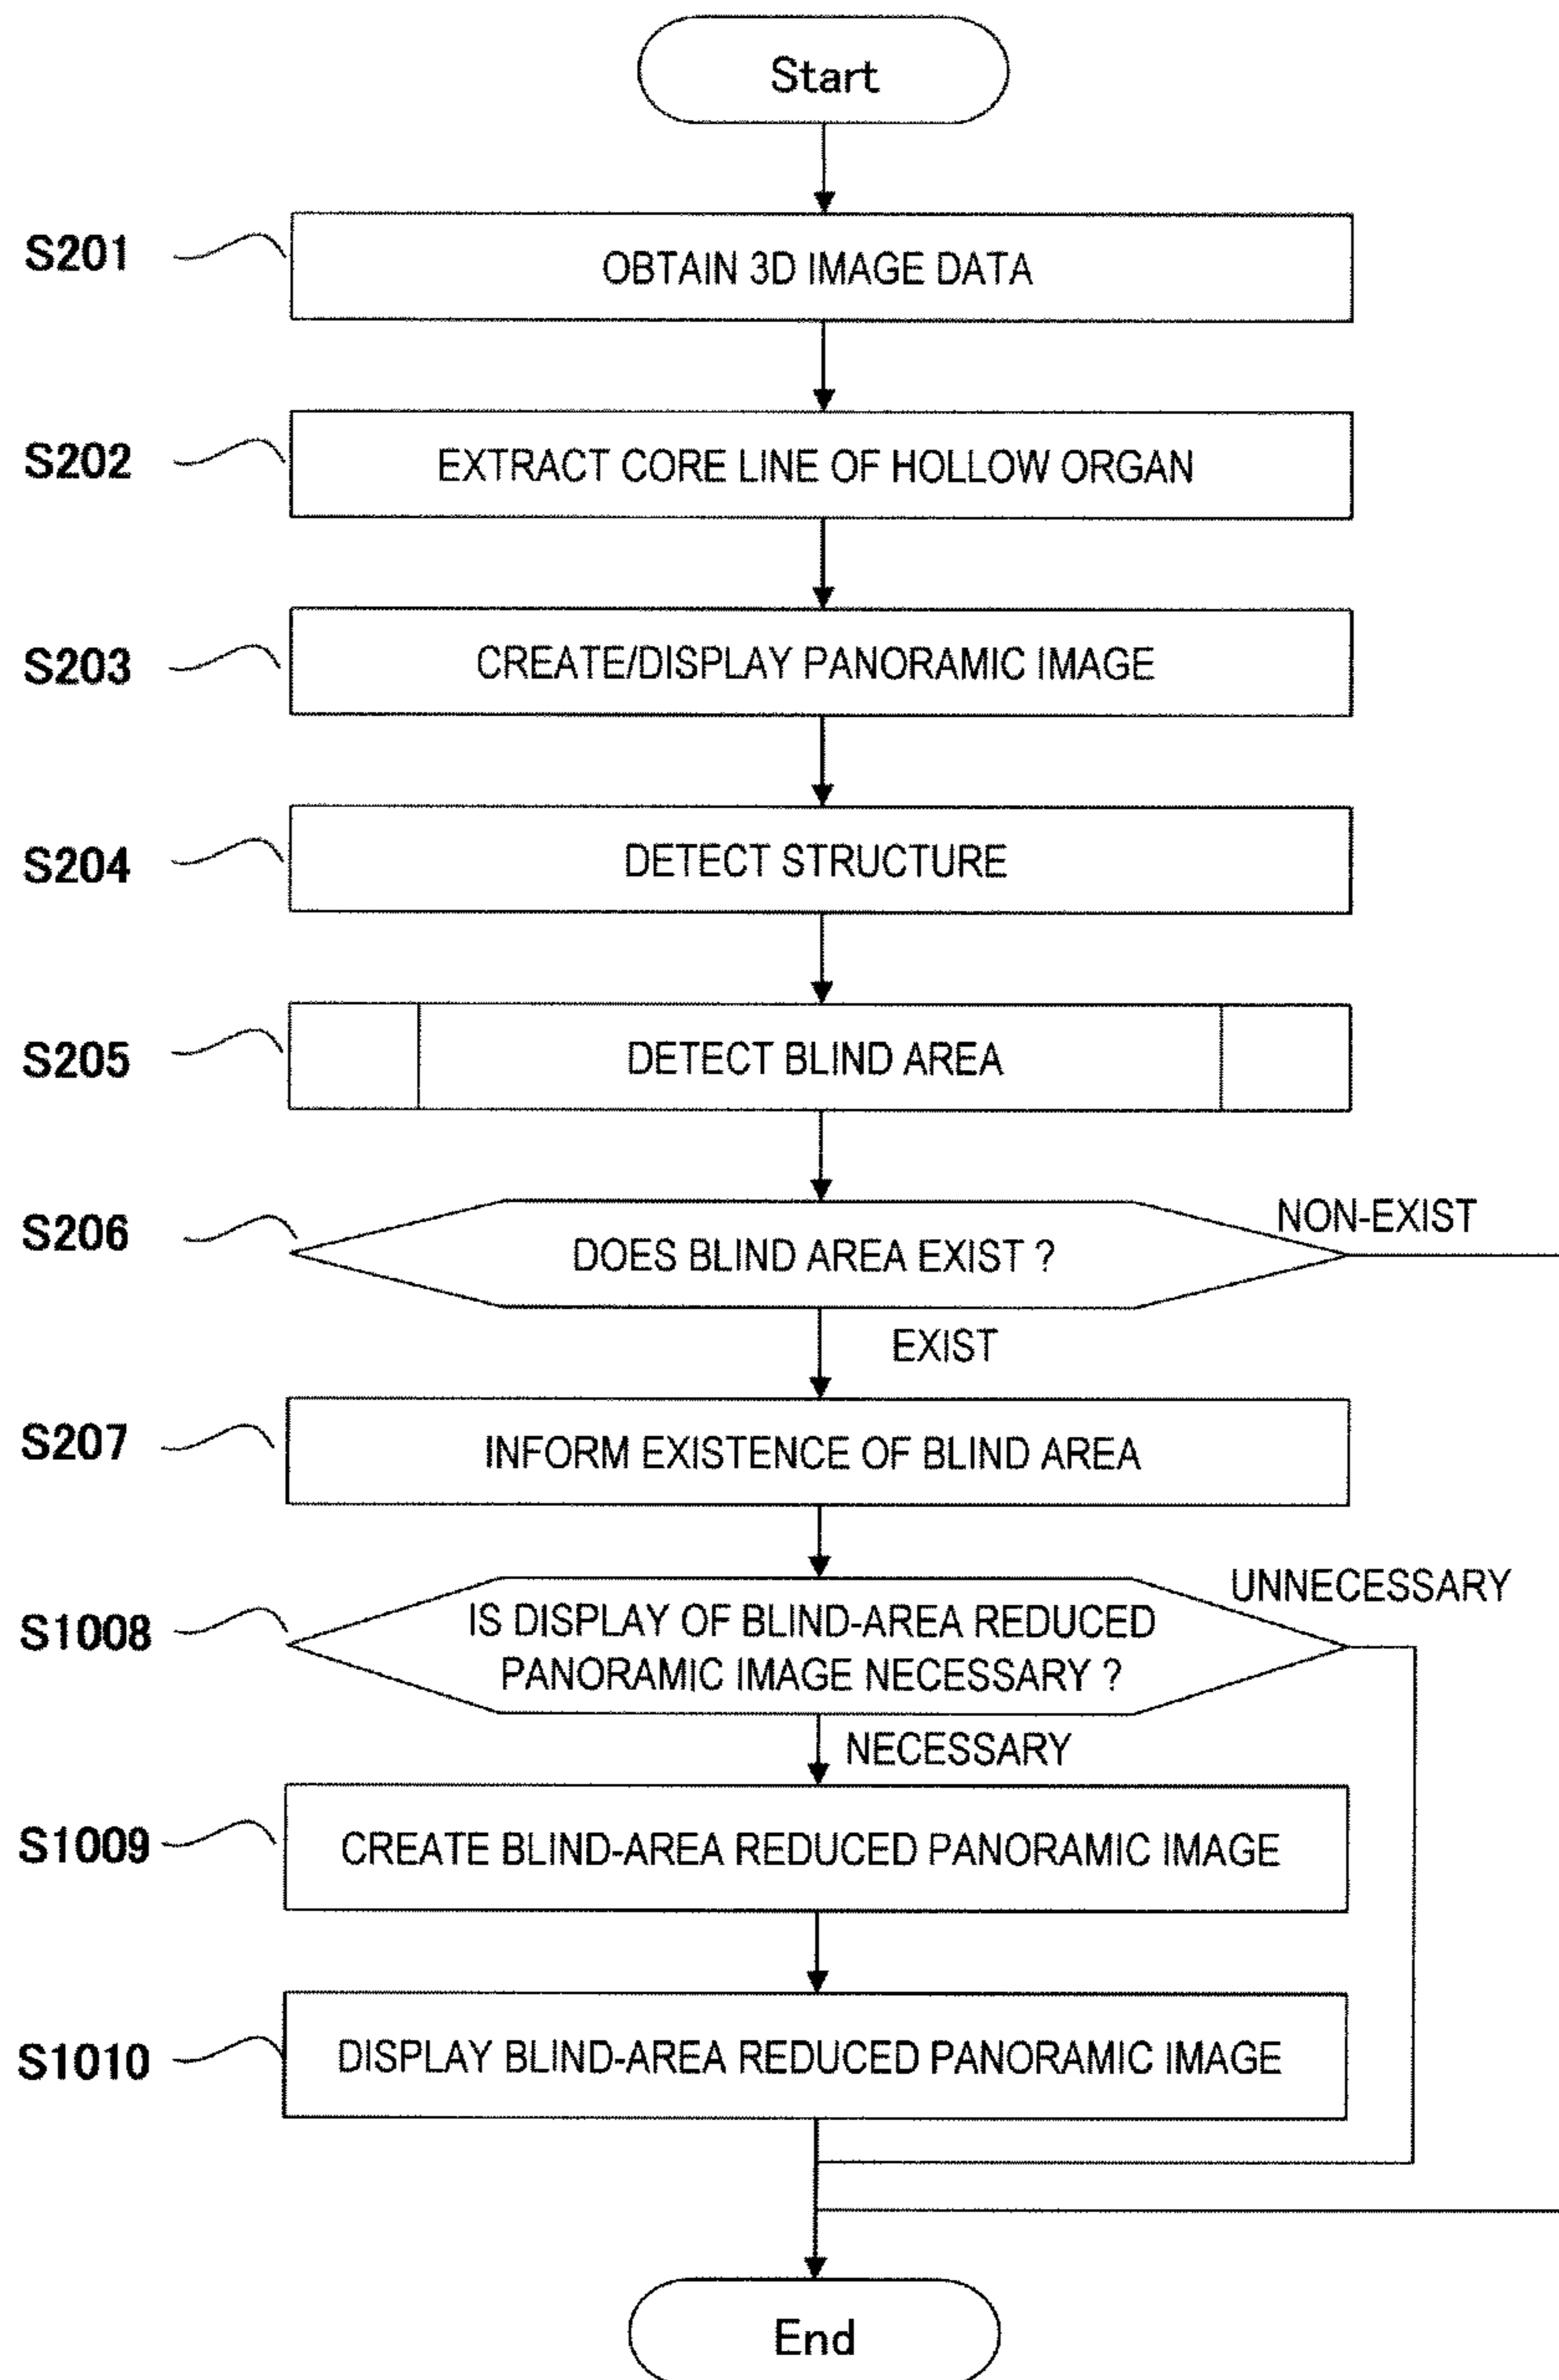 Start
S201
OBTAIN 3D IMAGE DATA
S202
EXTRACT CORE LINE OF HOLLOW ORGAN
S203
CREATE/DISPLAY PANORAMIC IMAGE
S204
DETECT STRUCTURE
S205
DETECT BLIND AREA
S206
DOES BLIND AREA EXIST ?
NON-EXIST
EXIST
S207
INFORM EXISTENCE OF BLIND AREA
S1008
IS DISPLAY OF BLIND-AREA REDUCED
PANORAMIC IMAGE NECESSARY ?
UNNECESSARY
NECESSARY
S1009
CREATE BLIND-AREA REDUCED PANORAMIC IMAGE
S1010
DISPLAY BLIND-AREA REDUCED PANORAMIC IMAGE
End